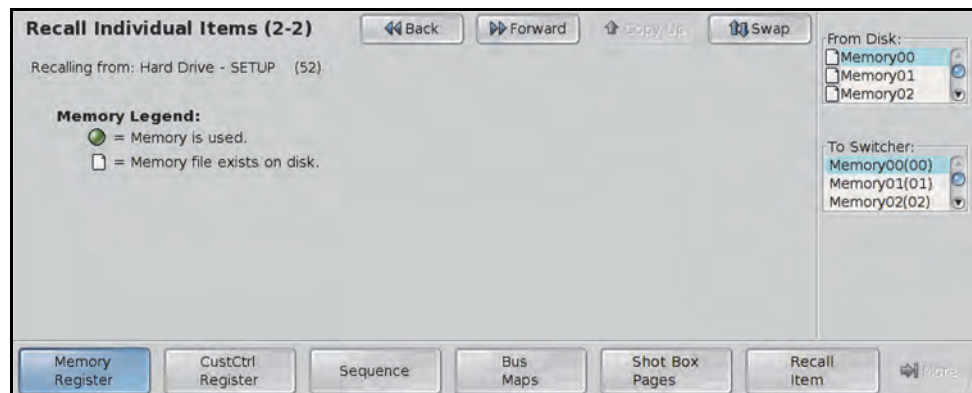 Recall Individual Items (2-2)
Back
Forward
Copy Up
Swap
Recalling from: Hard Drive - SETUP (52)
Memory Legend:
= Memory is used.
= Memory file exists on disk.
From Disk:
Memory00
Memory01
Memory02
To Switcher:
Memory00(00)
Memory01(01)
Memory02(02)
Memory
Register
CustCtrl
Register
Sequence
Bus
Maps
Shot Box
Pages
Recall
Item
More